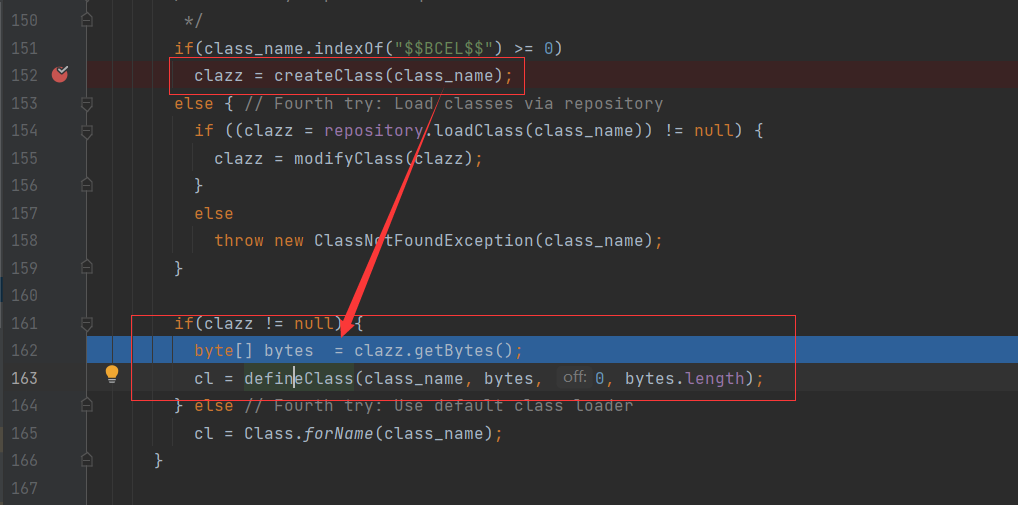 150 */
151 if(class_name.indexOf("$$BCEL$$") >= 0)
152 clazz = createClass(class_name);
153 else { // Fourth try: Load classes via repository
154 if ((clazz = repository.loadClass(class_name)) != null) {
155 clazz = modifyClass(clazz);
156 }
157 else
158 throw new ClassNotFoundException(class_name);
159 }
160
161 if(clazz != null) {
162 byte[] bytes  = clazz.getBytes();
163 cl = defineClass(class_name, bytes, off: 0, bytes.length);
164 } else // Fourth try: Use default class loader
165 cl = Class.forName(class_name);
166 }
167